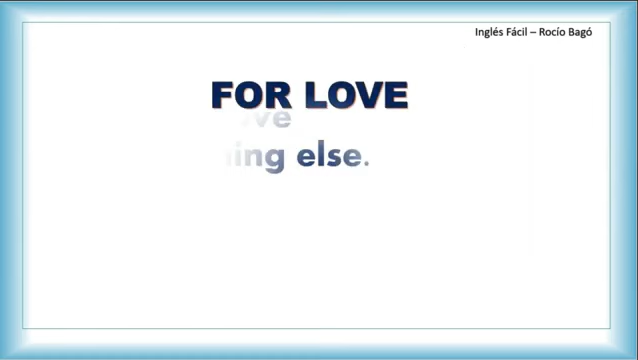 Inglés Fácil – Rocío Bagó
FOR LOVE
else.